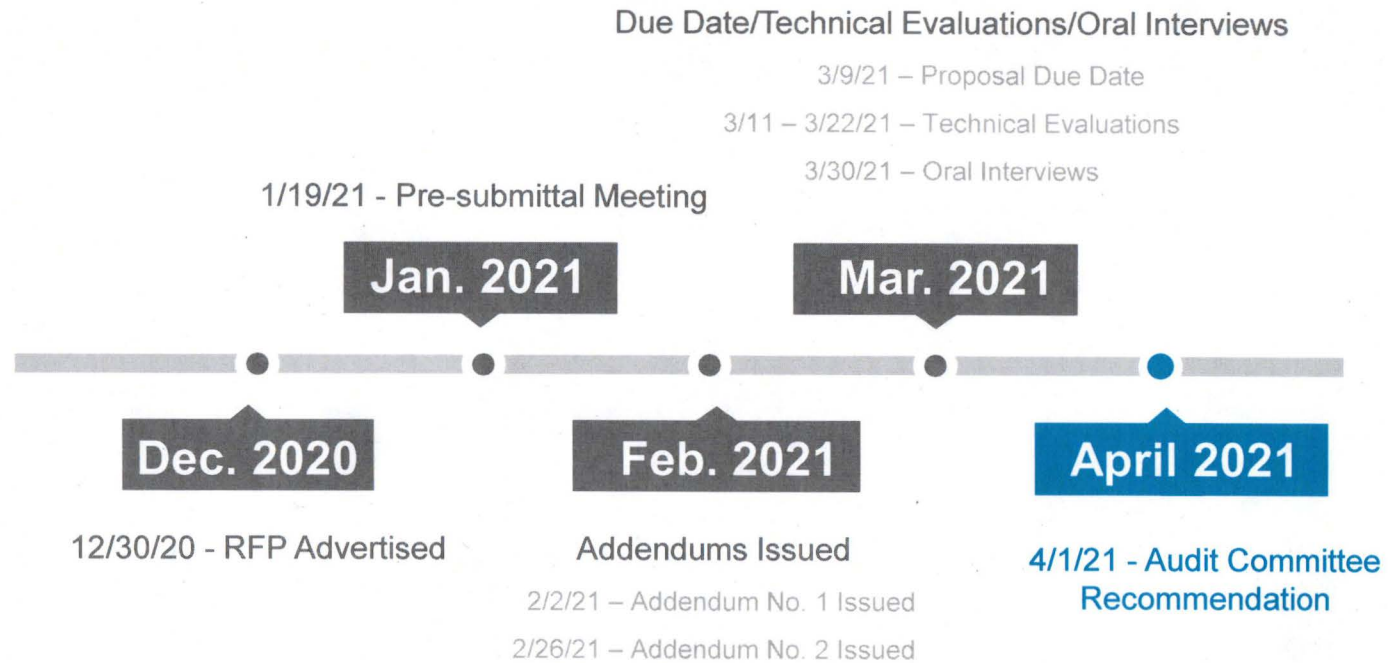 Due Date/Technical Evaluations/Oral Interviews
3/9/21 – Proposal Due Date
3/11 – 3/22/21 – Technical Evaluations
3/30/21 – Oral Interviews
1/19/21 - Pre-submittal Meeting
Jan. 2021
Mar. 2021
Dec. 2020
Feb. 2021
April 2021
12/30/20 - RFP Advertised
Addendums Issued
2/2/21 – Addendum No. 1 Issued
2/26/21 – Addendum No. 2 Issued
4/1/21 - Audit Committee
Recommendation